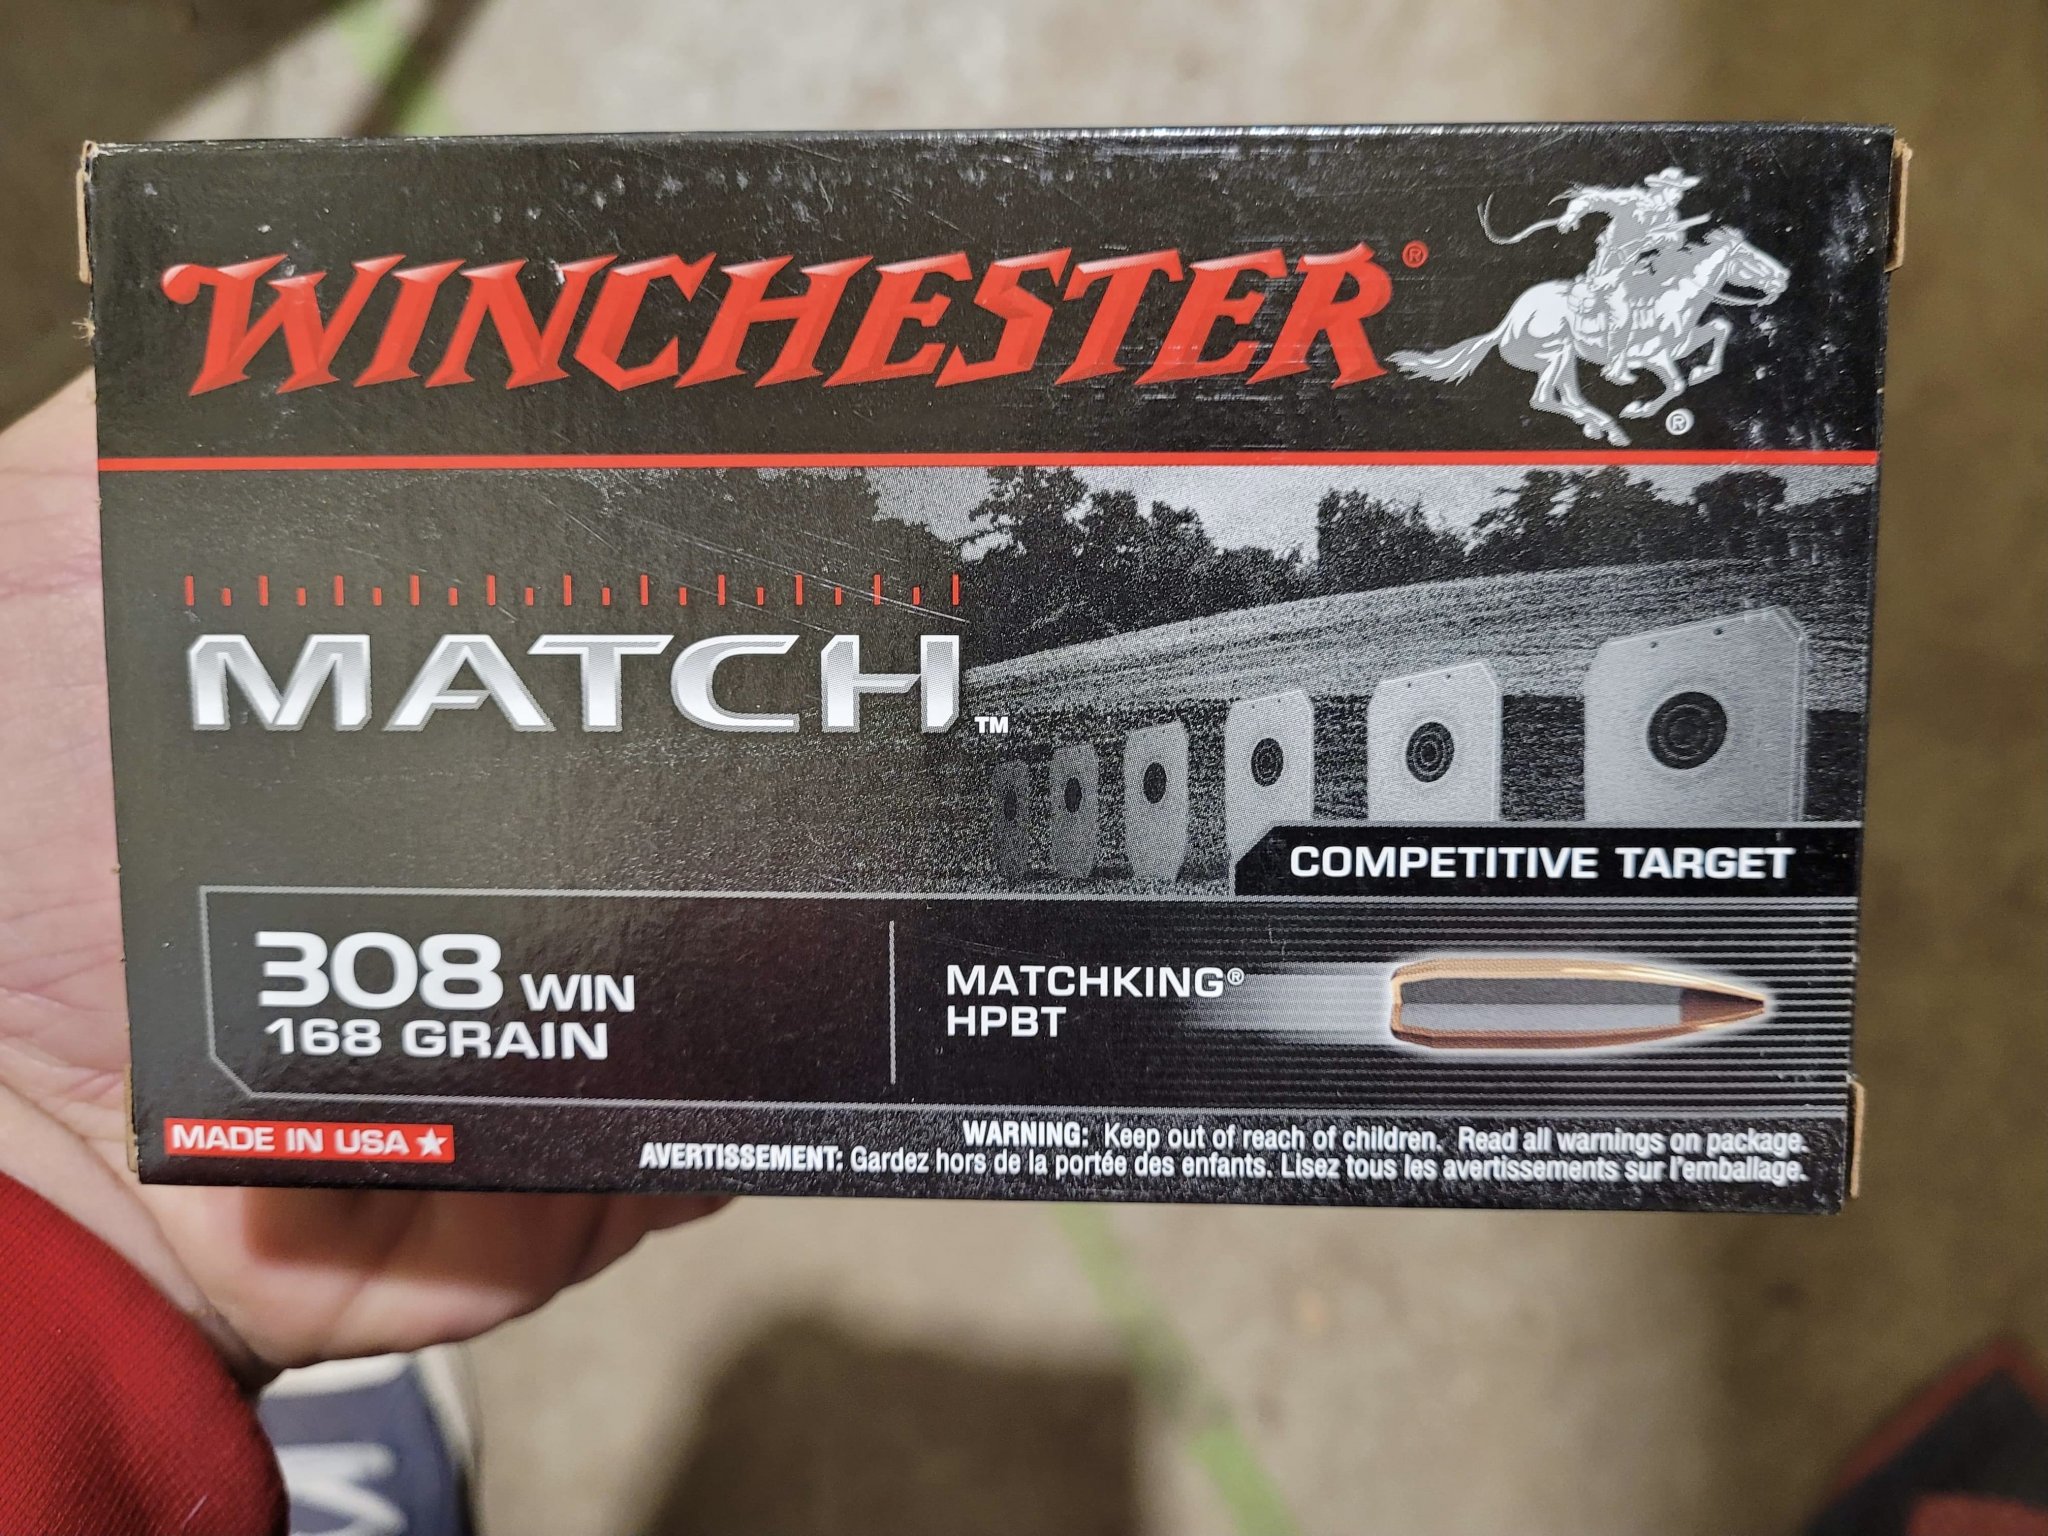 WINCHESTER®
®
MATCH™
COMPETITIVE TARGET
308 WIN
168 GRAIN
MATCHKING®
HPBT
MADE IN USA
WARNING: Keep out of reach of children. Read all warnings on package.
AVERTISSEMENT: Gardez hors de la portée des enfants. Lisez tous les avertissements sur l'emballage.